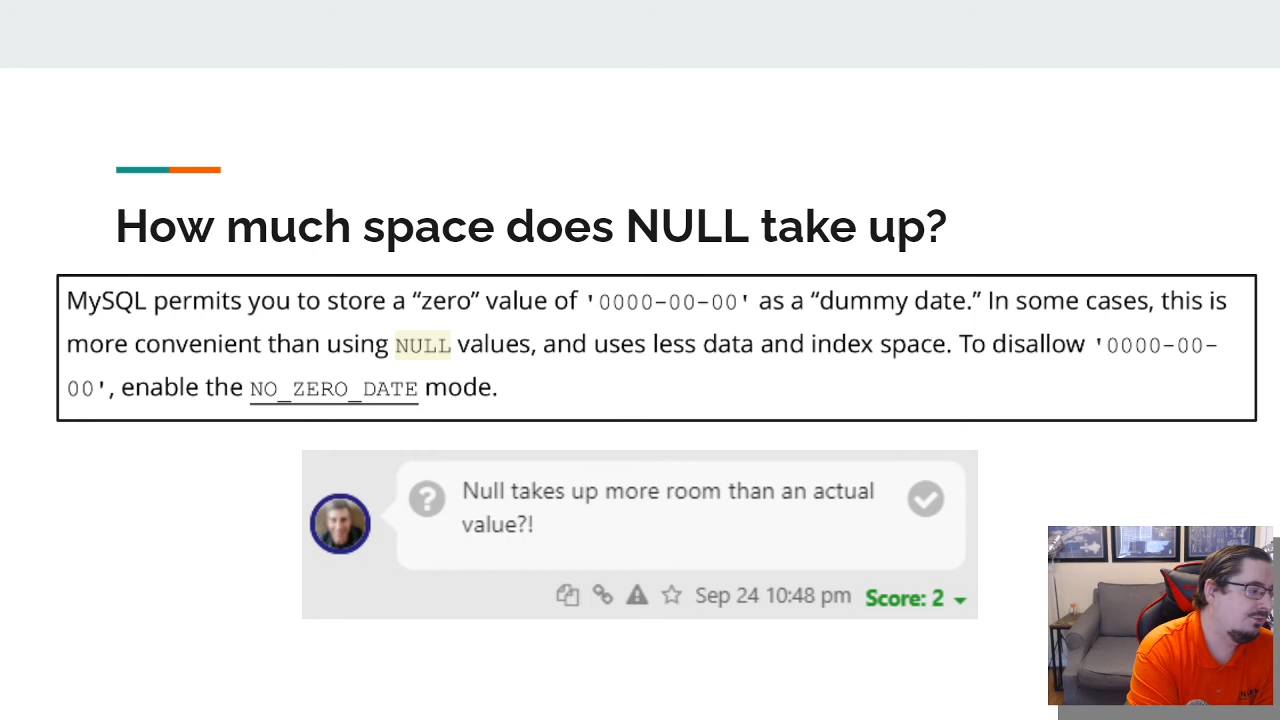 How much space does NULL take up?
MySQL permits you to store a “zero” value of '0000-00-00' as a “dummy date.” In some cases, this is
more convenient than using NULL values, and uses less data and index space. To disallow '0000-00-
00', enable the NO_ZERO_DATE mode.
Null takes up more room than an actual
value?!
Sep 24 10:48 pm Score: 2